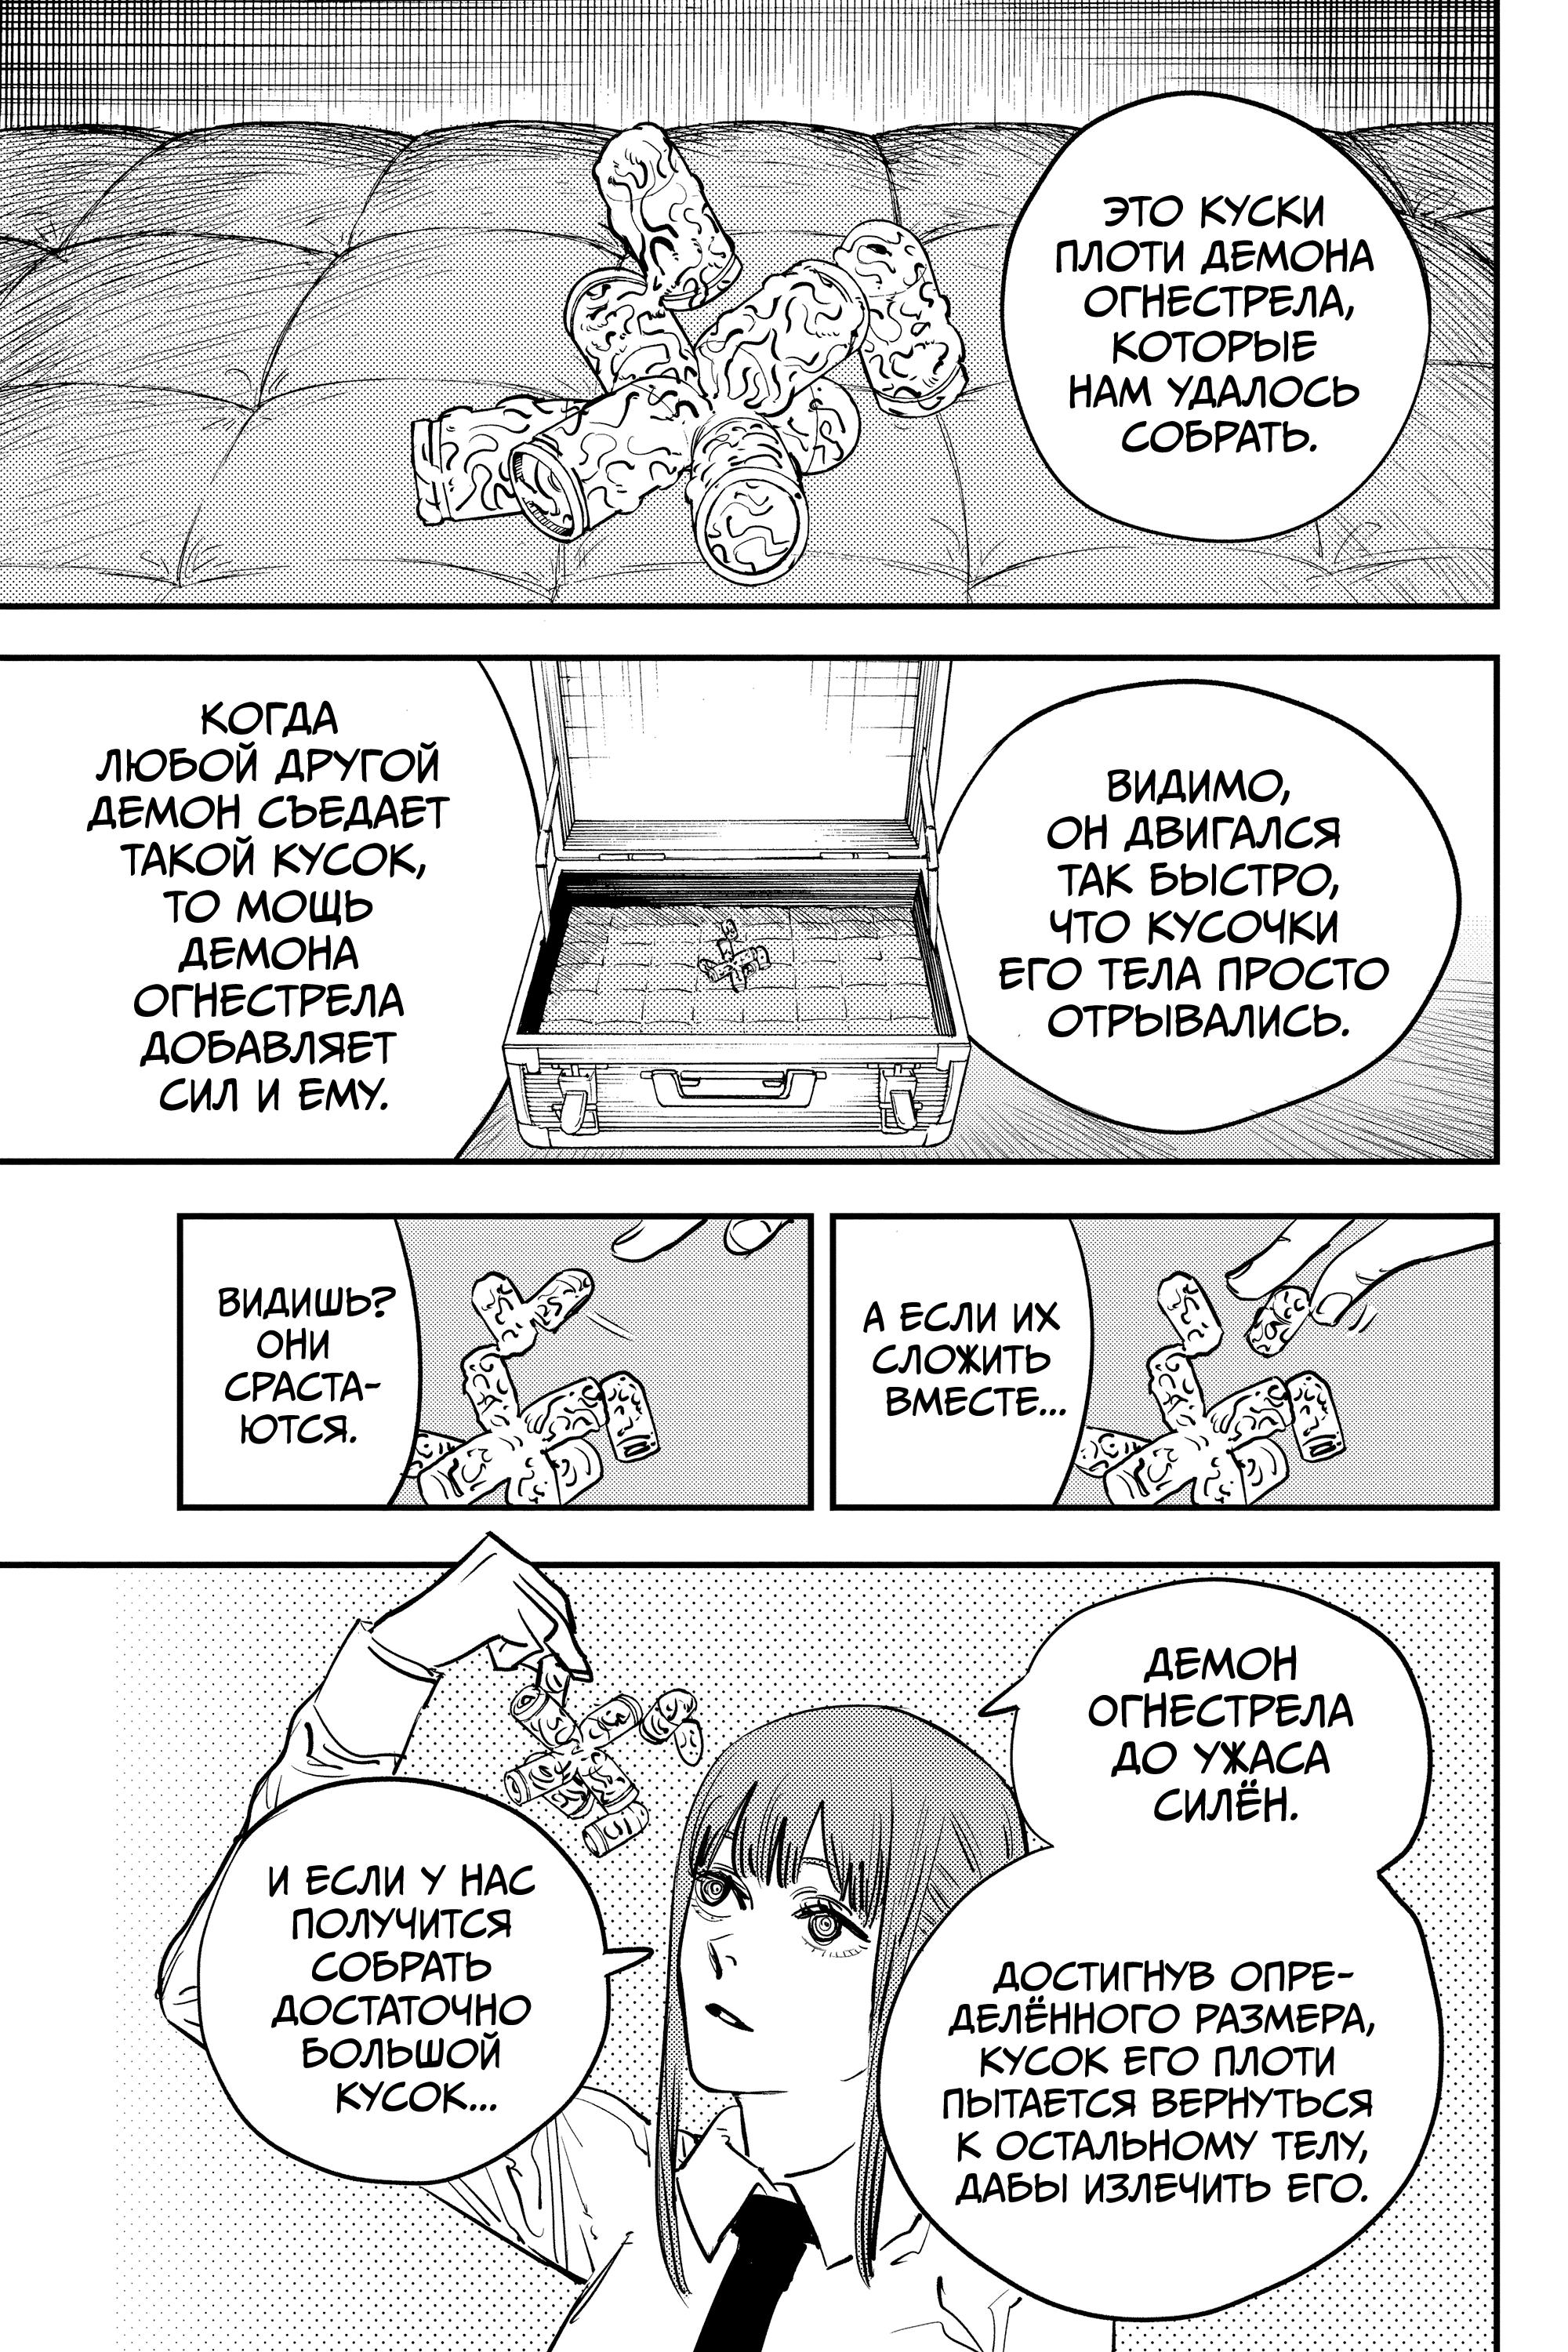 ЭТО КУСКИ
ПЛОТИ ДЕМОНА
ОГНЕСТРЕЛА,
КОТОРЫЕ
НАМ УДАЛОСЬ
СОБРАТЬ.
ВИДИМО,
ОН ДВИГАЛСЯ
ТАК БЫСТРО,
ЧТО КУСОЧКИ
ЕГО ТЕЛА ПРОСТО
ОТРЫВАЛИСЬ.
КОГДА
ЛЮБОЙ ДРУГОЙ
ДЕМОН СЪЕДАЕТ
ТАКОЙ КУСОК,
ТО МОЩЬ
ДЕМОНА
ОГНЕСТРЕЛА
ДОБАВЛЯЕТ
СИЛ И ЕМУ.
А ЕСЛИ ИХ
СЛОЖИТЬ
ВМЕСТЕ...
ВИДИШЬ?
ОНИ
СРАСТА-
ЮТСЯ.
ДЕМОН
ОГНЕСТРЕЛА
ДО УЖАСА
СИЛЁН.
ДОСТИГНУВ ОПРЕ-
ДЕЛЁННОГО РАЗМЕРА,
КУСОК ЕГО ПЛОТИ
ПЫТАЕТСЯ ВЕРНУТЬСЯ
К ОСТАЛЬНОМУ ТЕЛУ,
ДАБЫ ИЗЛЕЧИТЬ ЕГО.
И ЕСЛИ У НАС
ПОЛУЧИТСЯ
СОБРАТЬ
ДОСТАТОЧНО
БОЛЬШОЙ
КУСОК...